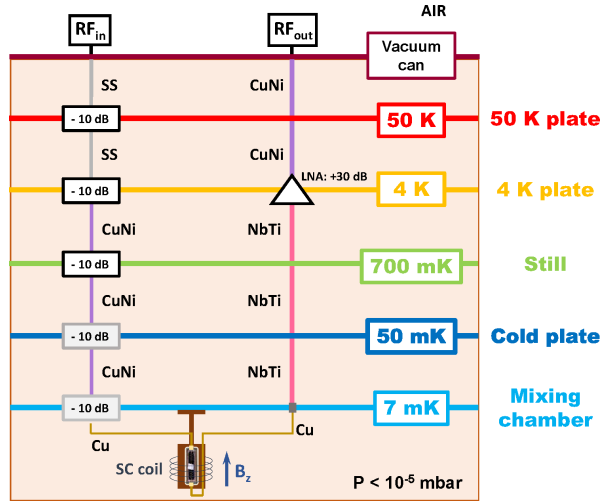 AIR
RFin
RFout
Vacuum
can
SS
CuNi
- 10 dB
50 K
50 K plate
SS
CuNi
LNA: +30 dB
- 10 dB
4 K
4 K plate
CuNi
NbTi
- 10 dB
700 mK
Still
CuNi
NbTi
- 10 dB
50 mK
Cold plate
CuNi
NbTi
- 10 dB
7 mK
Mixing
chamber
Cu
Cu
SC coil
Bz
P < 10-5 mbar